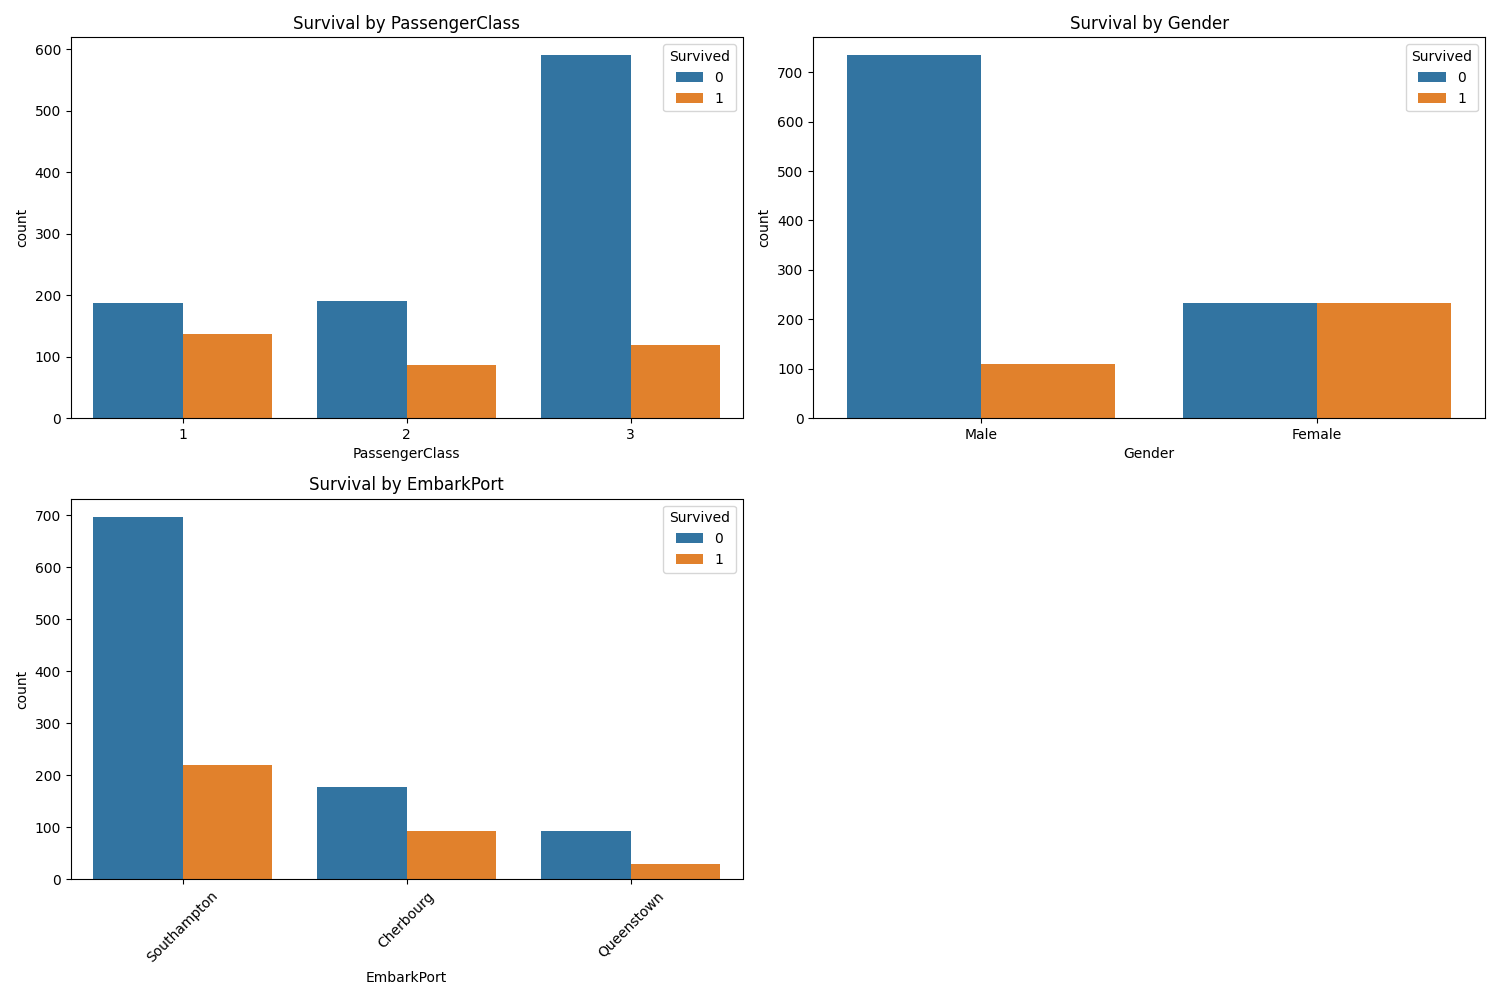 Survival by PassengerClass
600
500
400
300
200
100
0
count
Survived
0
1
1 2 3
PassengerClass
Survival by Gender
700
600
500
400
300
200
100
0
count
Survived
0
1
Male Female
Gender
Survival by EmbarkPort
700
600
500
400
300
200
100
0
count
Survived
0
1
Southampton Cherbourg Queenstown
EmbarkPort